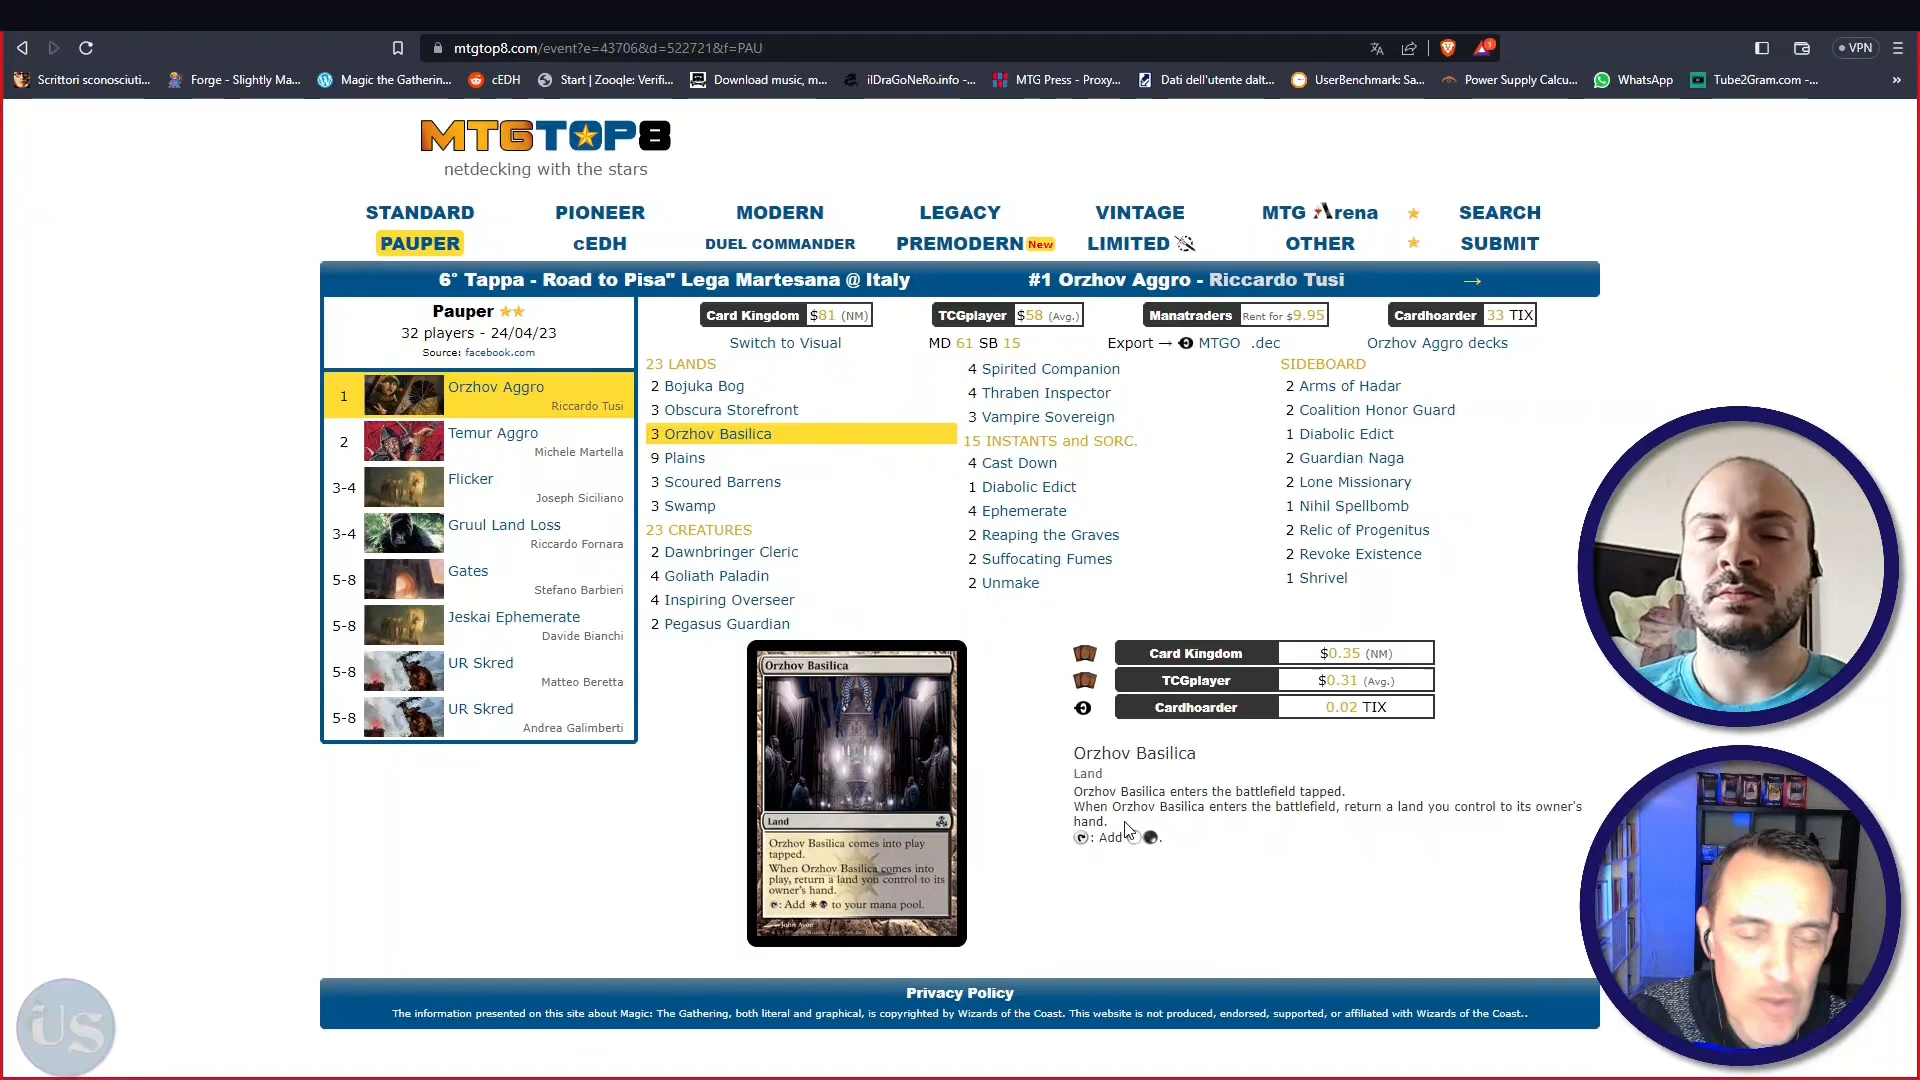 mtgtop8.com/event?e=43706&d=522721&f=PAU
1
VPN
Scrittori sconosciuti...
Forge - Slightly Ma...
Magic the Gatherin...
cEDH
Start | Zooqle: Verifi...
Download music, m...
ilDraGoNeRo.info -...
MTG Press - Proxy...
Dati dell'utente dalt...
UserBenchmark: Sa...
Power Supply Calcu...
WhatsApp
Tube2Gram.com -...
»
MTGTOP8
netdecking with the stars
STANDARD PIONEER MODERN LEGACY VINTAGE MTG Arena SEARCH
PAUPER cEDH DUEL COMMANDER PREMODERN New LIMITED OTHER SUBMIT
6° Tappa - Road to Pisa" Lega Martesana @ Italy
#1 Orzhov Aggro - Riccardo Tusi →
Pauper
32 players - 24/04/23
Source: facebook.com
1 Orzhov Aggro
Riccardo Tusi
2 Temur Aggro
Michele Martella
3-4 Flicker
Joseph Siciliano
3-4 Gruul Land Loss
Riccardo Fornara
5-8 Gates
Stefano Barbieri
5-8 Jeskai Ephemerate
Davide Bianchi
5-8 UR Skred
Matteo Beretta
5-8 UR Skred
Andrea Galimberti
Card Kingdom $81 (NM)
TCGplayer $58 (Avg.)
Manatraders Rent for $9.95
Cardhoarder 33 TIX
Switch to Visual
MD 61 SB 15
Export → MTGO .dec
Orzhov Aggro decks
23 LANDS
2 Bojuka Bog
3 Obscura Storefront
3 Orzhov Basilica
9 Plains
3 Scoured Barrens
3 Swamp
23 CREATURES
2 Dawnbringer Cleric
4 Goliath Paladin
4 Inspiring Overseer
2 Pegasus Guardian
4 Spirited Companion
4 Thraben Inspector
3 Vampire Sovereign
15 INSTANTS and SORC.
4 Cast Down
1 Diabolic Edict
4 Ephemerate
2 Reaping the Graves
2 Suffocating Fumes
2 Unmake
SIDEBOARD
2 Arms of Hadar
2 Coalition Honor Guard
1 Diabolic Edict
2 Guardian Naga
2 Lone Missionary
1 Nihil Spellbomb
2 Relic of Progenitus
2 Revoke Existence
1 Shrivel
Orzhov Basilica
Land
Orzhov Basilica comes into play
tapped.
When Orzhov Basilica comes into
play, return a land you control to its
owner's hand.
: Add to your mana pool.
John Avon
Card Kingdom $0.35 (NM)
TCGplayer $0.31 (Avg.)
Cardhoarder 0.02 TIX
Orzhov Basilica
Land
Orzhov Basilica enters the battlefield tapped.
When Orzhov Basilica enters the battlefield, return a land you control to its owner's
hand.
: Add .
Privacy Policy
The information presented on this site about Magic: The Gathering, both literal and graphical, is copyrighted by Wizards of the Coast. This website is not produced, endorsed, supported, or affiliated with Wizards of the Coast..
US